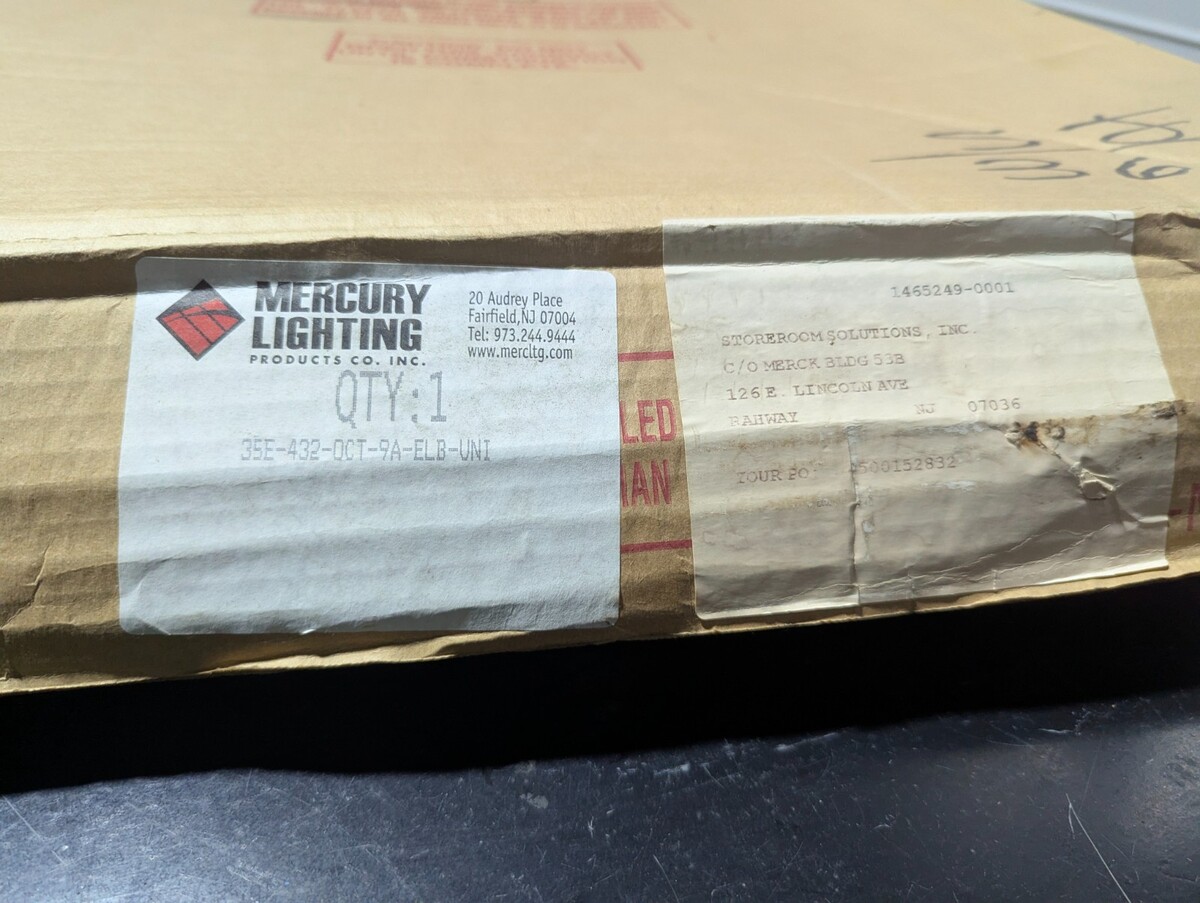 MERCURY
LIGHTING
PRODUCTS CO. INC.
20 Audrey Place
Fairfield, NJ 07004
Tel: 973.244.9444
www.mercltg.com
QTY:1
35E-432-OCT-9A-ELB-UNI
LED
1465249-0001
STOREROOM SOLUTIONS, INC.
C/O MERCK BLDG 53B
126 E. LINCOLN AVE
RAHWAY NJ 07036
YOUR PO 4500152832